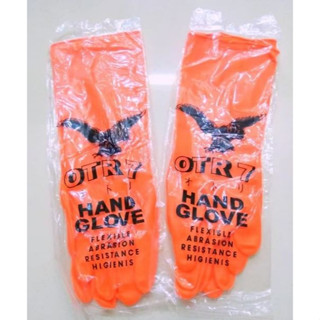 OTR 7
HAND
GLOVE
FLEXIBLE
ABRASION
RESISTANCE
HIGIENIS
OTR 7
HAND
GLOVE
FLEXIBLE
ABRASION
RESISTANCE
HIGIENIS